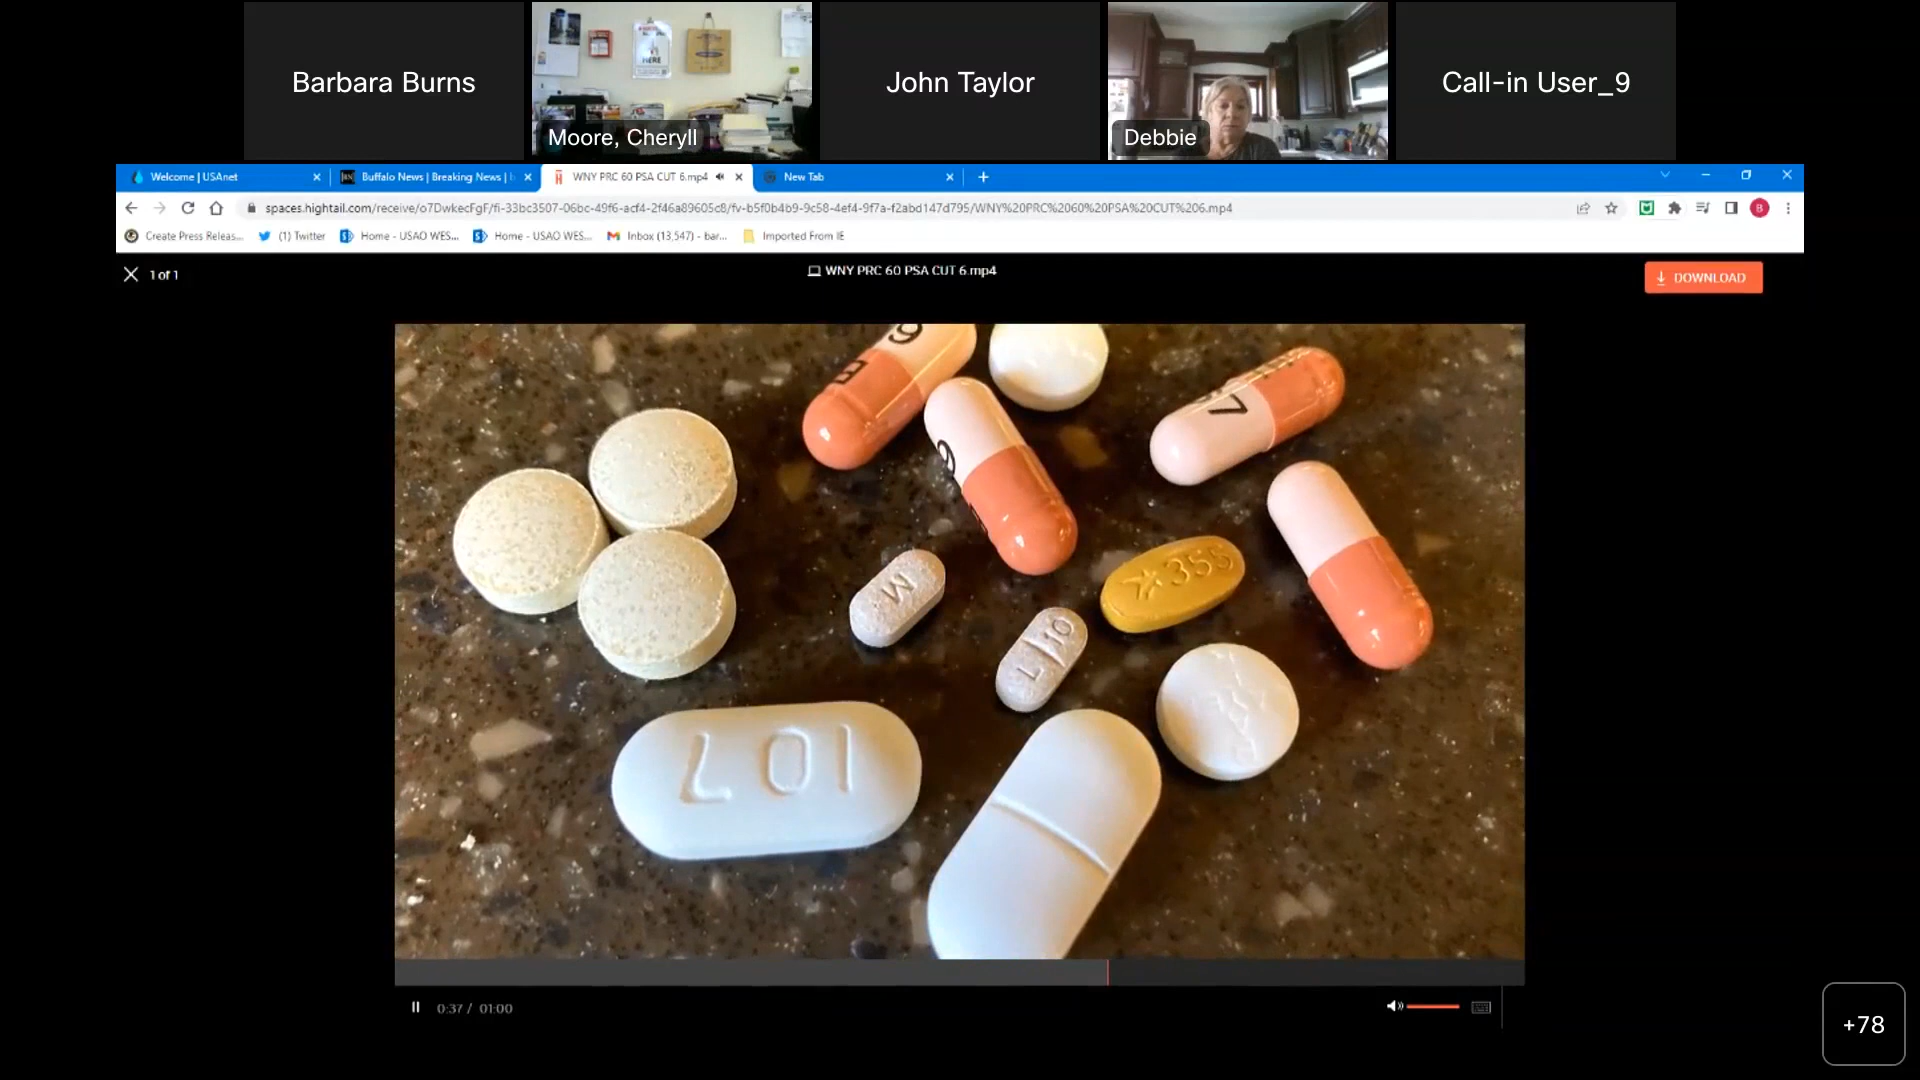 Barbara Burns
Moore, Cheryll
John Taylor
Debbie
Call-in User_9
HERE
Welcome | USAnet
Buffalo News | Breaking News |
WNY PRC 60 PSA CUT 6.mp4
New Tab
spaces.hightail.com/receive/o7DwkecFgF/fi-33bc3507-06bc-49f6-acf4-2f46a89605c8/fv-b5f0b4b9-9c58-4ef4-9f7a-f2abd147d795/WNY%20PRC%2060%20PSA%20CUT%206.mp4
B
Create Press Releas...
(1) Twitter
Home - USAO WES...
Home - USAO WES...
Inbox (13,547) - bar...
Imported From IE
1 of 1
WNY PRC 60 PSA CUT 6.mp4
DOWNLOAD
7
M
355
L 10
107
0:37 / 01:00
+78